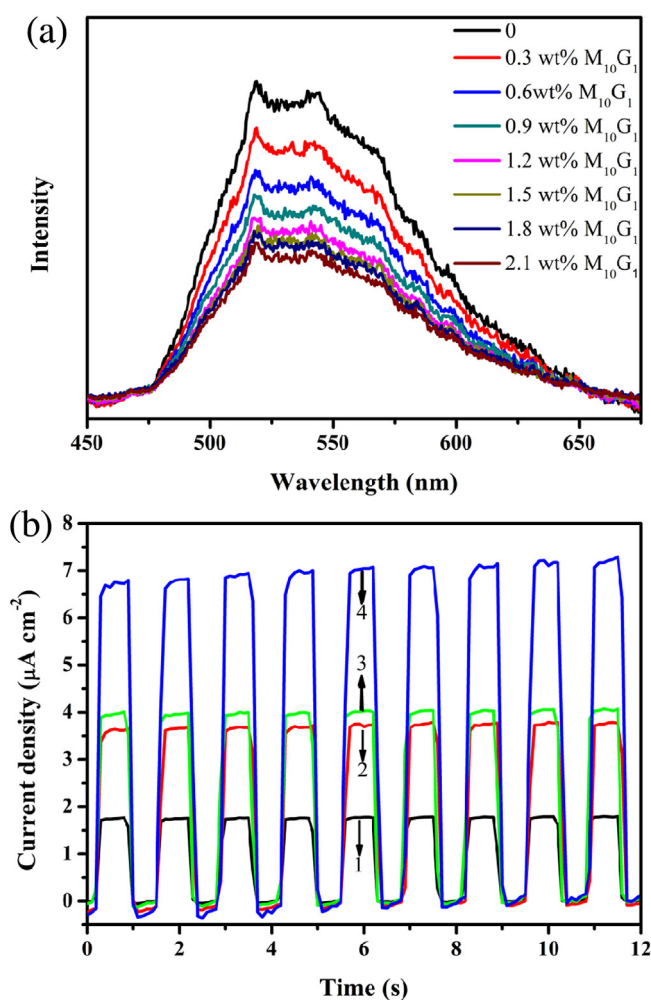 (a)
0
0.3 wt% M₁₀G₁
0.6wt% M₁₀G₁
0.9 wt% M₁₀G₁
1.2 wt% M₁₀G₁
1.5 wt% M₁₀G₁
1.8 wt% M₁₀G₁
2.1 wt% M₁₀G₁
Intensity
450 500 550 600 650
Wavelength (nm)
(b)
8
7
6
5
4
3
2
1
0
Current density (μA cm⁻²)
4
3
2
1
0 2 4 6 8 10 12
Time (s)